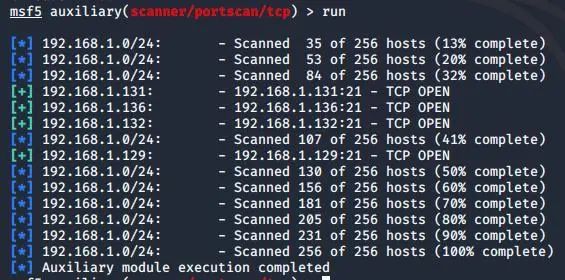 msf5 auxiliary(scanner/portscan/tcp) > run
[*] 192.168.1.0/24: - Scanned 35 of 256 hosts (13% complete)
[*] 192.168.1.0/24: - Scanned 53 of 256 hosts (20% complete)
[*] 192.168.1.0/24: - Scanned 84 of 256 hosts (32% complete)
[+] 192.168.1.131: - 192.168.1.131:21 - TCP OPEN
[+] 192.168.1.136: - 192.168.1.136:21 - TCP OPEN
[+] 192.168.1.132: - 192.168.1.132:21 - TCP OPEN
[*] 192.168.1.0/24: - Scanned 107 of 256 hosts (41% complete)
[+] 192.168.1.129: - 192.168.1.129:21 - TCP OPEN
[*] 192.168.1.0/24: - Scanned 130 of 256 hosts (50% complete)
[*] 192.168.1.0/24: - Scanned 156 of 256 hosts (60% complete)
[*] 192.168.1.0/24: - Scanned 181 of 256 hosts (70% complete)
[*] 192.168.1.0/24: - Scanned 205 of 256 hosts (80% complete)
[*] 192.168.1.0/24: - Scanned 231 of 256 hosts (90% complete)
[*] 192.168.1.0/24: - Scanned 256 of 256 hosts (100% complete)
[*] Auxiliary module execution completed